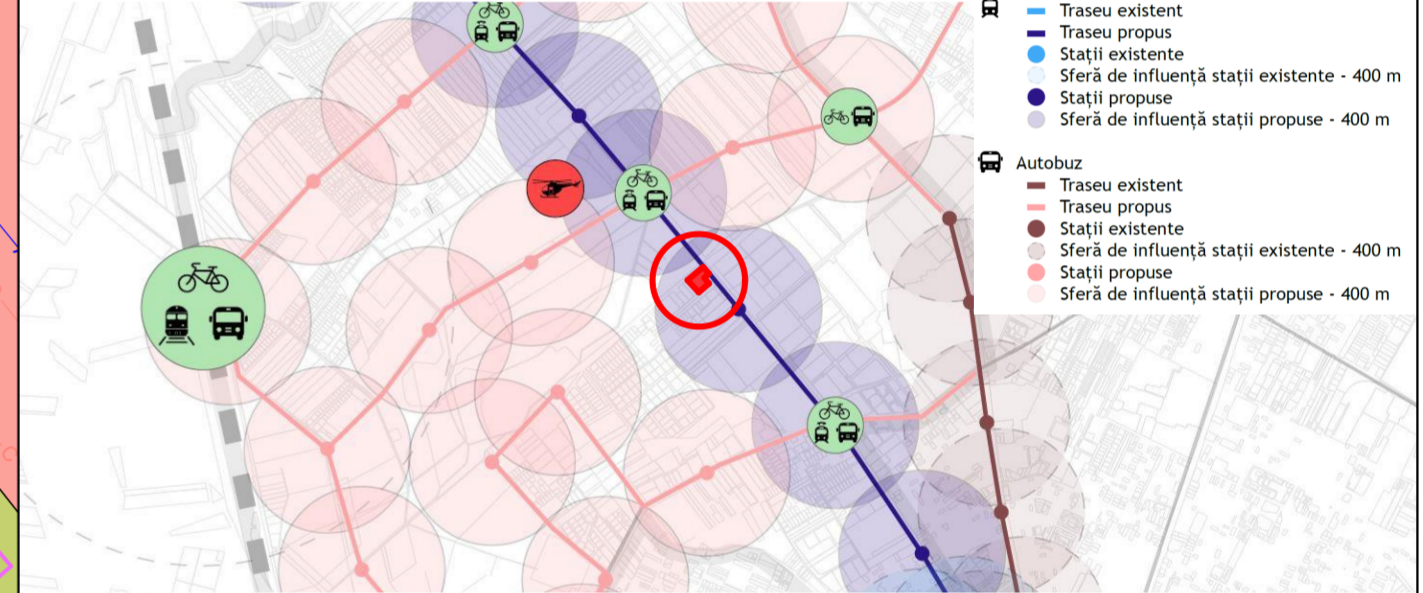 Traseu existent
Traseu propus
Stații existente
Sferă de influență stații existente - 400 m
Stații propuse
Sferă de influență stații propuse - 400 m
Autobuz
Traseu existent
Traseu propus
Stații existente
Sferă de influență stații existente - 400 m
Stații propuse
Sferă de influență stații propuse - 400 m